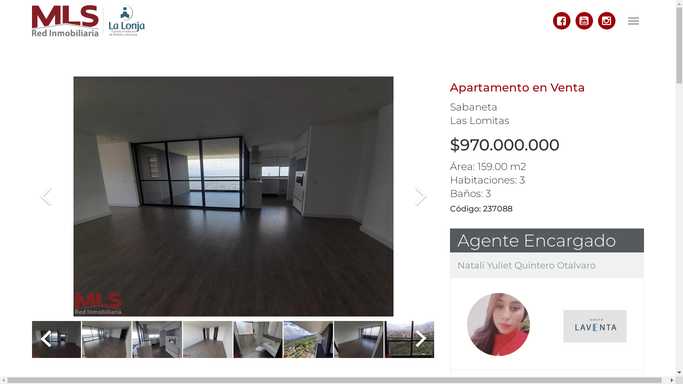 MLS
Red Inmobiliaria
La Lonja
Apartamento en Venta
Sabaneta
Las Lomitas
$970.000.000
Área: 159.00 m2
Habitaciones: 3
Baños: 3
Código: 237088
MLS
Red Inmobiliaria
Agente Encargado
Natali Yuliet Quintero Otalvaro
LAVENTA